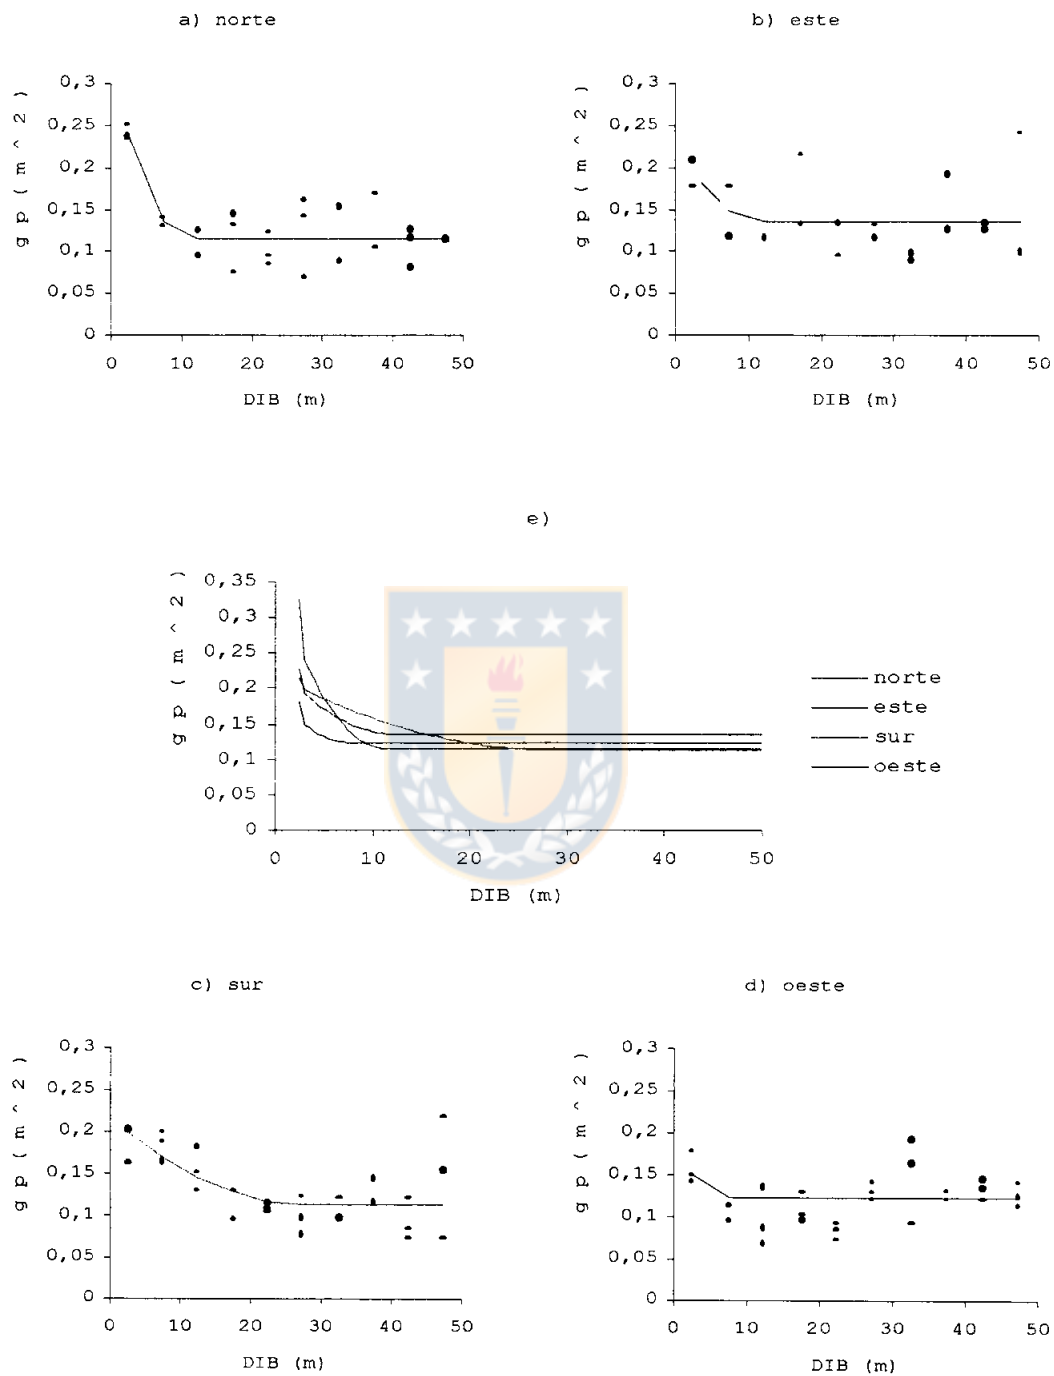 a) norte
b) este
g p ( m ^ 2 )
0,3
0,25
0,2
0,15
0,1
0,05
0
0 10 20 30 40 50
DIB (m)
g p ( m ^ 2 )
0,3
0,25
0,2
0,15
0,1
0,05
0
0 10 20 30 40 50
DIB (m)
e)
g p ( m ^ 2 )
0,35
0,3
0,25
0,2
0,15
0,1
0,05
0
0 10 20 30 40 50
DIB (m)
norte
este
sur
oeste
c) sur
d) oeste
g p ( m ^ 2 )
0,3
0,25
0,2
0,15
0,1
0,05
0
0 10 20 30 40 50
DIB (m)
g p ( m ^ 2 )
0,3
0,25
0,2
0,15
0,1
0,05
0
0 10 20 30 40 50
DIB (m)